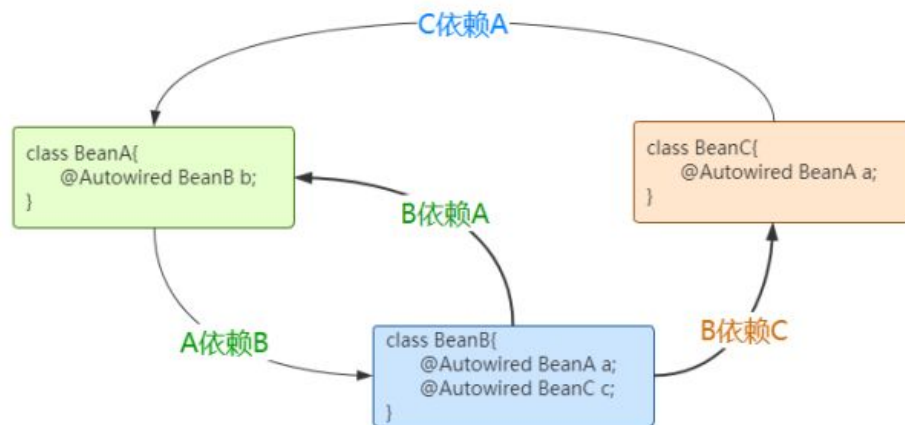 C依赖A
class BeanA{
@Autowired BeanB b;
}
class BeanC{
@Autowired BeanA a;
}
B依赖A
A依赖B
B依赖C
class BeanB{
@Autowired BeanA a;
@Autowired BeanC c;
}